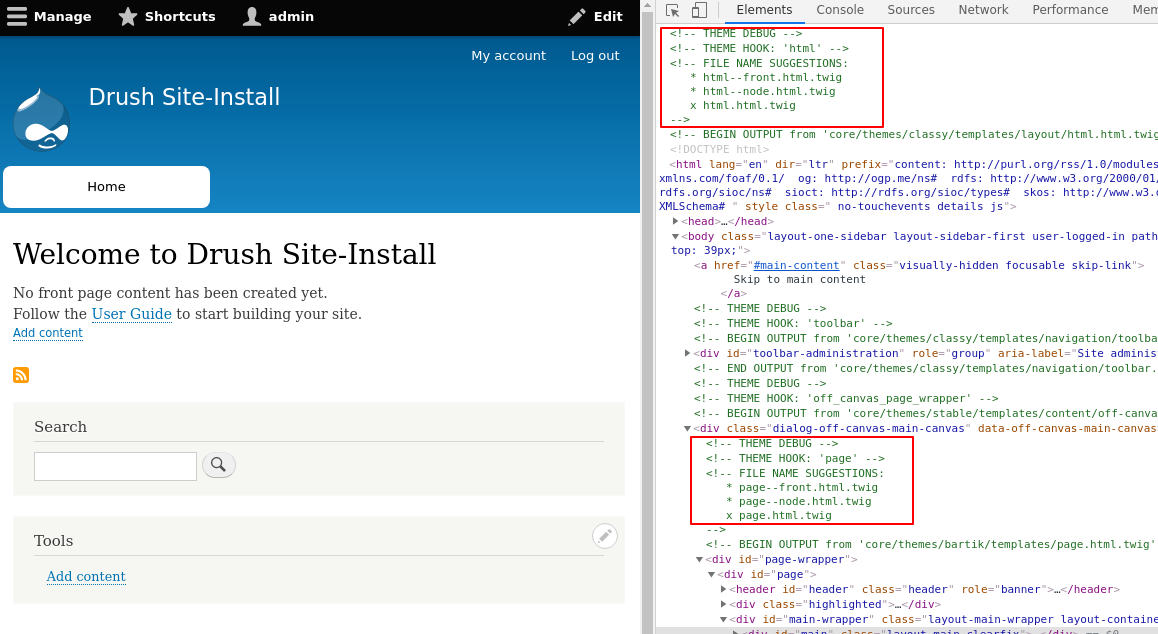 Manage
Shortcuts
admin
Edit
My account
Log out
Drush Site-Install
Home
Welcome to Drush Site-Install
No front page content has been created yet.
Follow the User Guide to start building your site.
Add content
Search
Tools
Add content
Elements
Console
Sources
Network
Performance
Mem
<!-- THEME DEBUG -->
<!-- THEME HOOK: 'html' -->
<!-- FILE NAME SUGGESTIONS:
* html--front.html.twig
* html--node.html.twig
x html.html.twig
-->
<!-- BEGIN OUTPUT from 'core/themes/classy/templates/layout/html.html.twig
<!DOCTYPE html>
<html lang="en" dir="ltr" prefix="content: http://purl.org/rss/1.0/modules
xmlns.com/foaf/0.1/  og: http://ogp.me/ns#  rdfs: http://www.w3.org/2000/01/
rdfs.org/sioc/ns#  sioct: http://rdfs.org/sioc/types#  skos: http://www.w3.o
XMLSchema# " style class=" no-touchevents details js">
<head>…</head>
<body class="layout-one-sidebar layout-sidebar-first user-logged-in path
top: 39px;">
<a href="#main-content" class="visually-hidden focusable skip-link">
Skip to main content
</a>
<!-- THEME DEBUG -->
<!-- THEME HOOK: 'toolbar' -->
<!-- BEGIN OUTPUT from 'core/themes/classy/templates/navigation/toolba
<div id="toolbar-administration" role="group" aria-label="Site adminis
<!-- END OUTPUT from 'core/themes/classy/templates/navigation/toolbar.
<!-- THEME DEBUG -->
<!-- THEME HOOK: 'off_canvas_page_wrapper' -->
<!-- BEGIN OUTPUT from 'core/themes/stable/templates/content/off-canva
<div class="dialog-off-canvas-main-canvas" data-off-canvas-main-canvas
<!-- THEME DEBUG -->
<!-- THEME HOOK: 'page' -->
<!-- FILE NAME SUGGESTIONS:
* page--front.html.twig
* page--node.html.twig
x page.html.twig
-->
<!-- BEGIN OUTPUT from 'core/themes/bartik/templates/page.html.twig'
<div id="page-wrapper">
<div id="page">
<header id="header" class="header" role="banner">…</header>
<div class="highlighted">…</div>
<div id="main-wrapper" class="layout-main-wrapper layout-containe